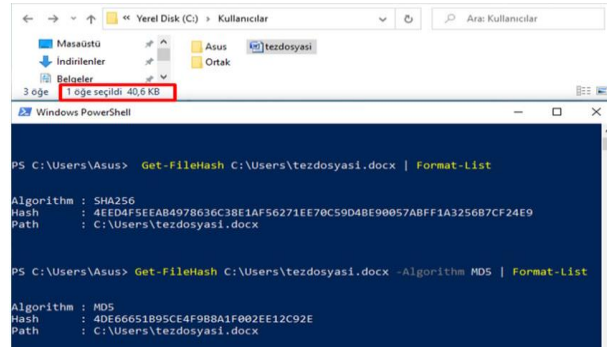 « Yerel Disk (C:) › Kullanıcılar
Ara: Kullanıcılar
Masaüstü
İndirilenler
Belgeler
Asus
Ortak
tezdosyasi
3 öğe
1 öğe seçildi 40,6 KB
Windows PowerShell
PS C:\Users\Asus> Get-FileHash C:\Users\tezdosyasi.docx | Format-List
Algorithm : SHA256
Hash : 4EED4F5EEAB4978636C38E1AF56271EE70C59D4BE90057ABFF1A3256B7CF24E9
Path : C:\Users\tezdosyasi.docx
PS C:\Users\Asus> Get-FileHash C:\Users\tezdosyasi.docx -Algorithm MD5 | Format-List
Algorithm : MD5
Hash : 4DE66651B95CE4F9B8A1F002EE12C92E
Path : C:\Users\tezdosyasi.docx